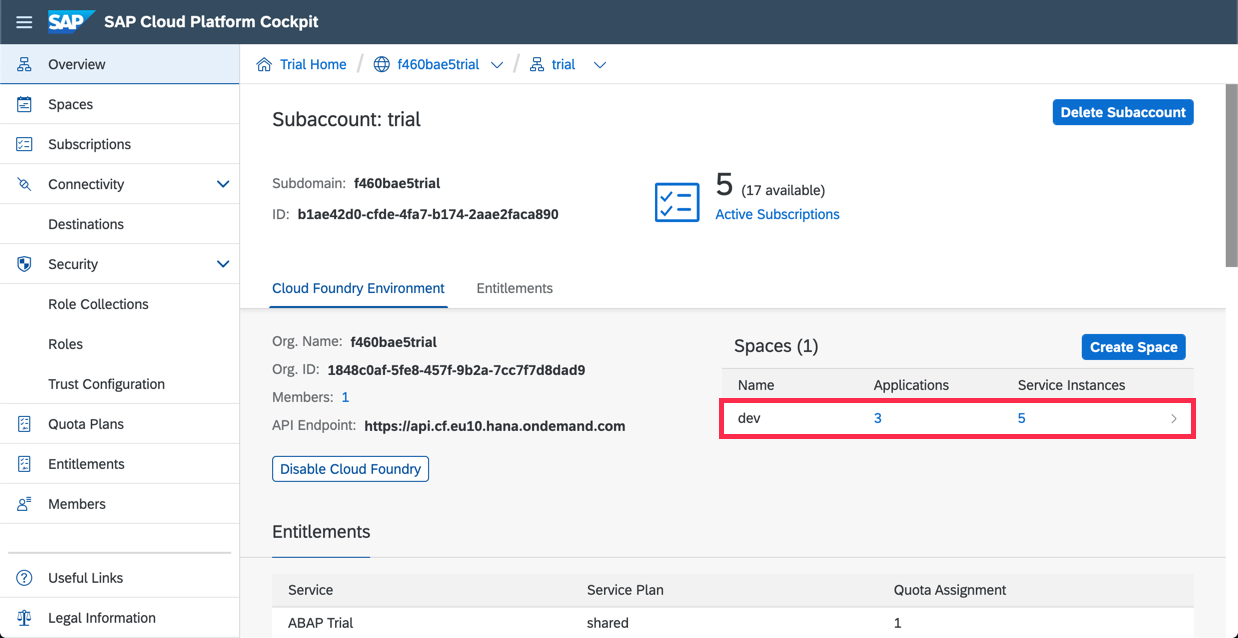 SAP SAP Cloud Platform Cockpit
Overview
Spaces
Subscriptions
Connectivity
Destinations
Security
Role Collections
Roles
Trust Configuration
Quota Plans
Entitlements
Members
Useful Links
Legal Information
Trial Home / f460bae5trial / trial
Subaccount: trial
Delete Subaccount
Subdomain: f460bae5trial
ID: b1ae42d0-cfde-4fa7-b174-2aae2faca890
5 (17 available)
Active Subscriptions
Cloud Foundry Environment Entitlements
Org. Name: f460bae5trial
Org. ID: 1848c0af-5fe8-457f-9b2a-7cc7f7d8dad9
Members: 1
API Endpoint: https://api.cf.eu10.hana.ondemand.com
Disable Cloud Foundry
Spaces (1)
Create Space
Name Applications Service Instances
dev 3 5
Entitlements
Service Service Plan Quota Assignment
ABAP Trial shared 1